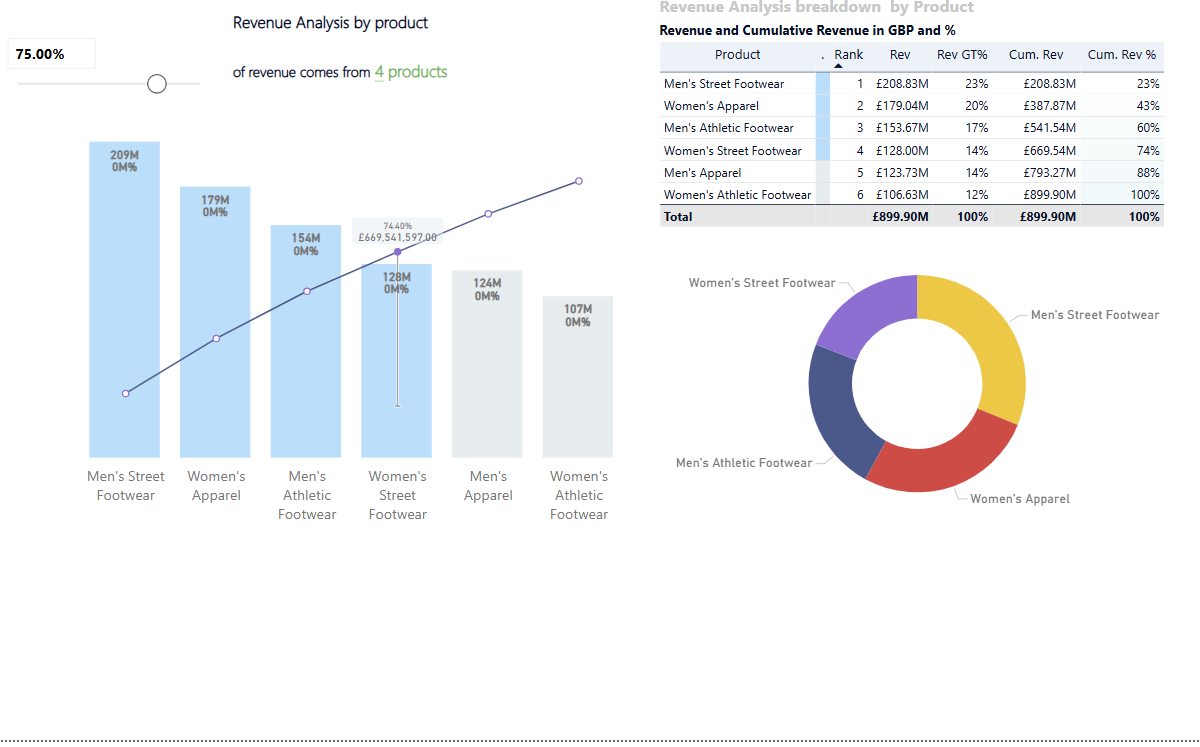 Revenue Analysis by product
75.00%
of revenue comes from 4 products
209M
0M%
179M
0M%
154M
0M%
74.40%
£669,541,597.00
128M
0M%
124M
0M%
107M
0M%
Men's Street
Footwear
Women's
Apparel
Men's
Athletic
Footwear
Women's
Street
Footwear
Men's
Apparel
Women's
Athletic
Footwear
Revenue Analysis breakdown by Product
Revenue and Cumulative Revenue in GBP and %
Product . Rank Rev Rev GT% Cum. Rev Cum. Rev %
Men's Street Footwear 1 £208.83M 23% £208.83M 23%
Women's Apparel 2 £179.04M 20% £387.87M 43%
Men's Athletic Footwear 3 £153.67M 17% £541.54M 60%
Women's Street Footwear 4 £128.00M 14% £669.54M 74%
Men's Apparel 5 £123.73M 14% £793.27M 88%
Women's Athletic Footwear 6 £106.63M 12% £899.90M 100%
Total £899.90M 100% £899.90M 100%
Women's Street Footwear
Men's Street Footwear
Men's Athletic Footwear
Women's Apparel